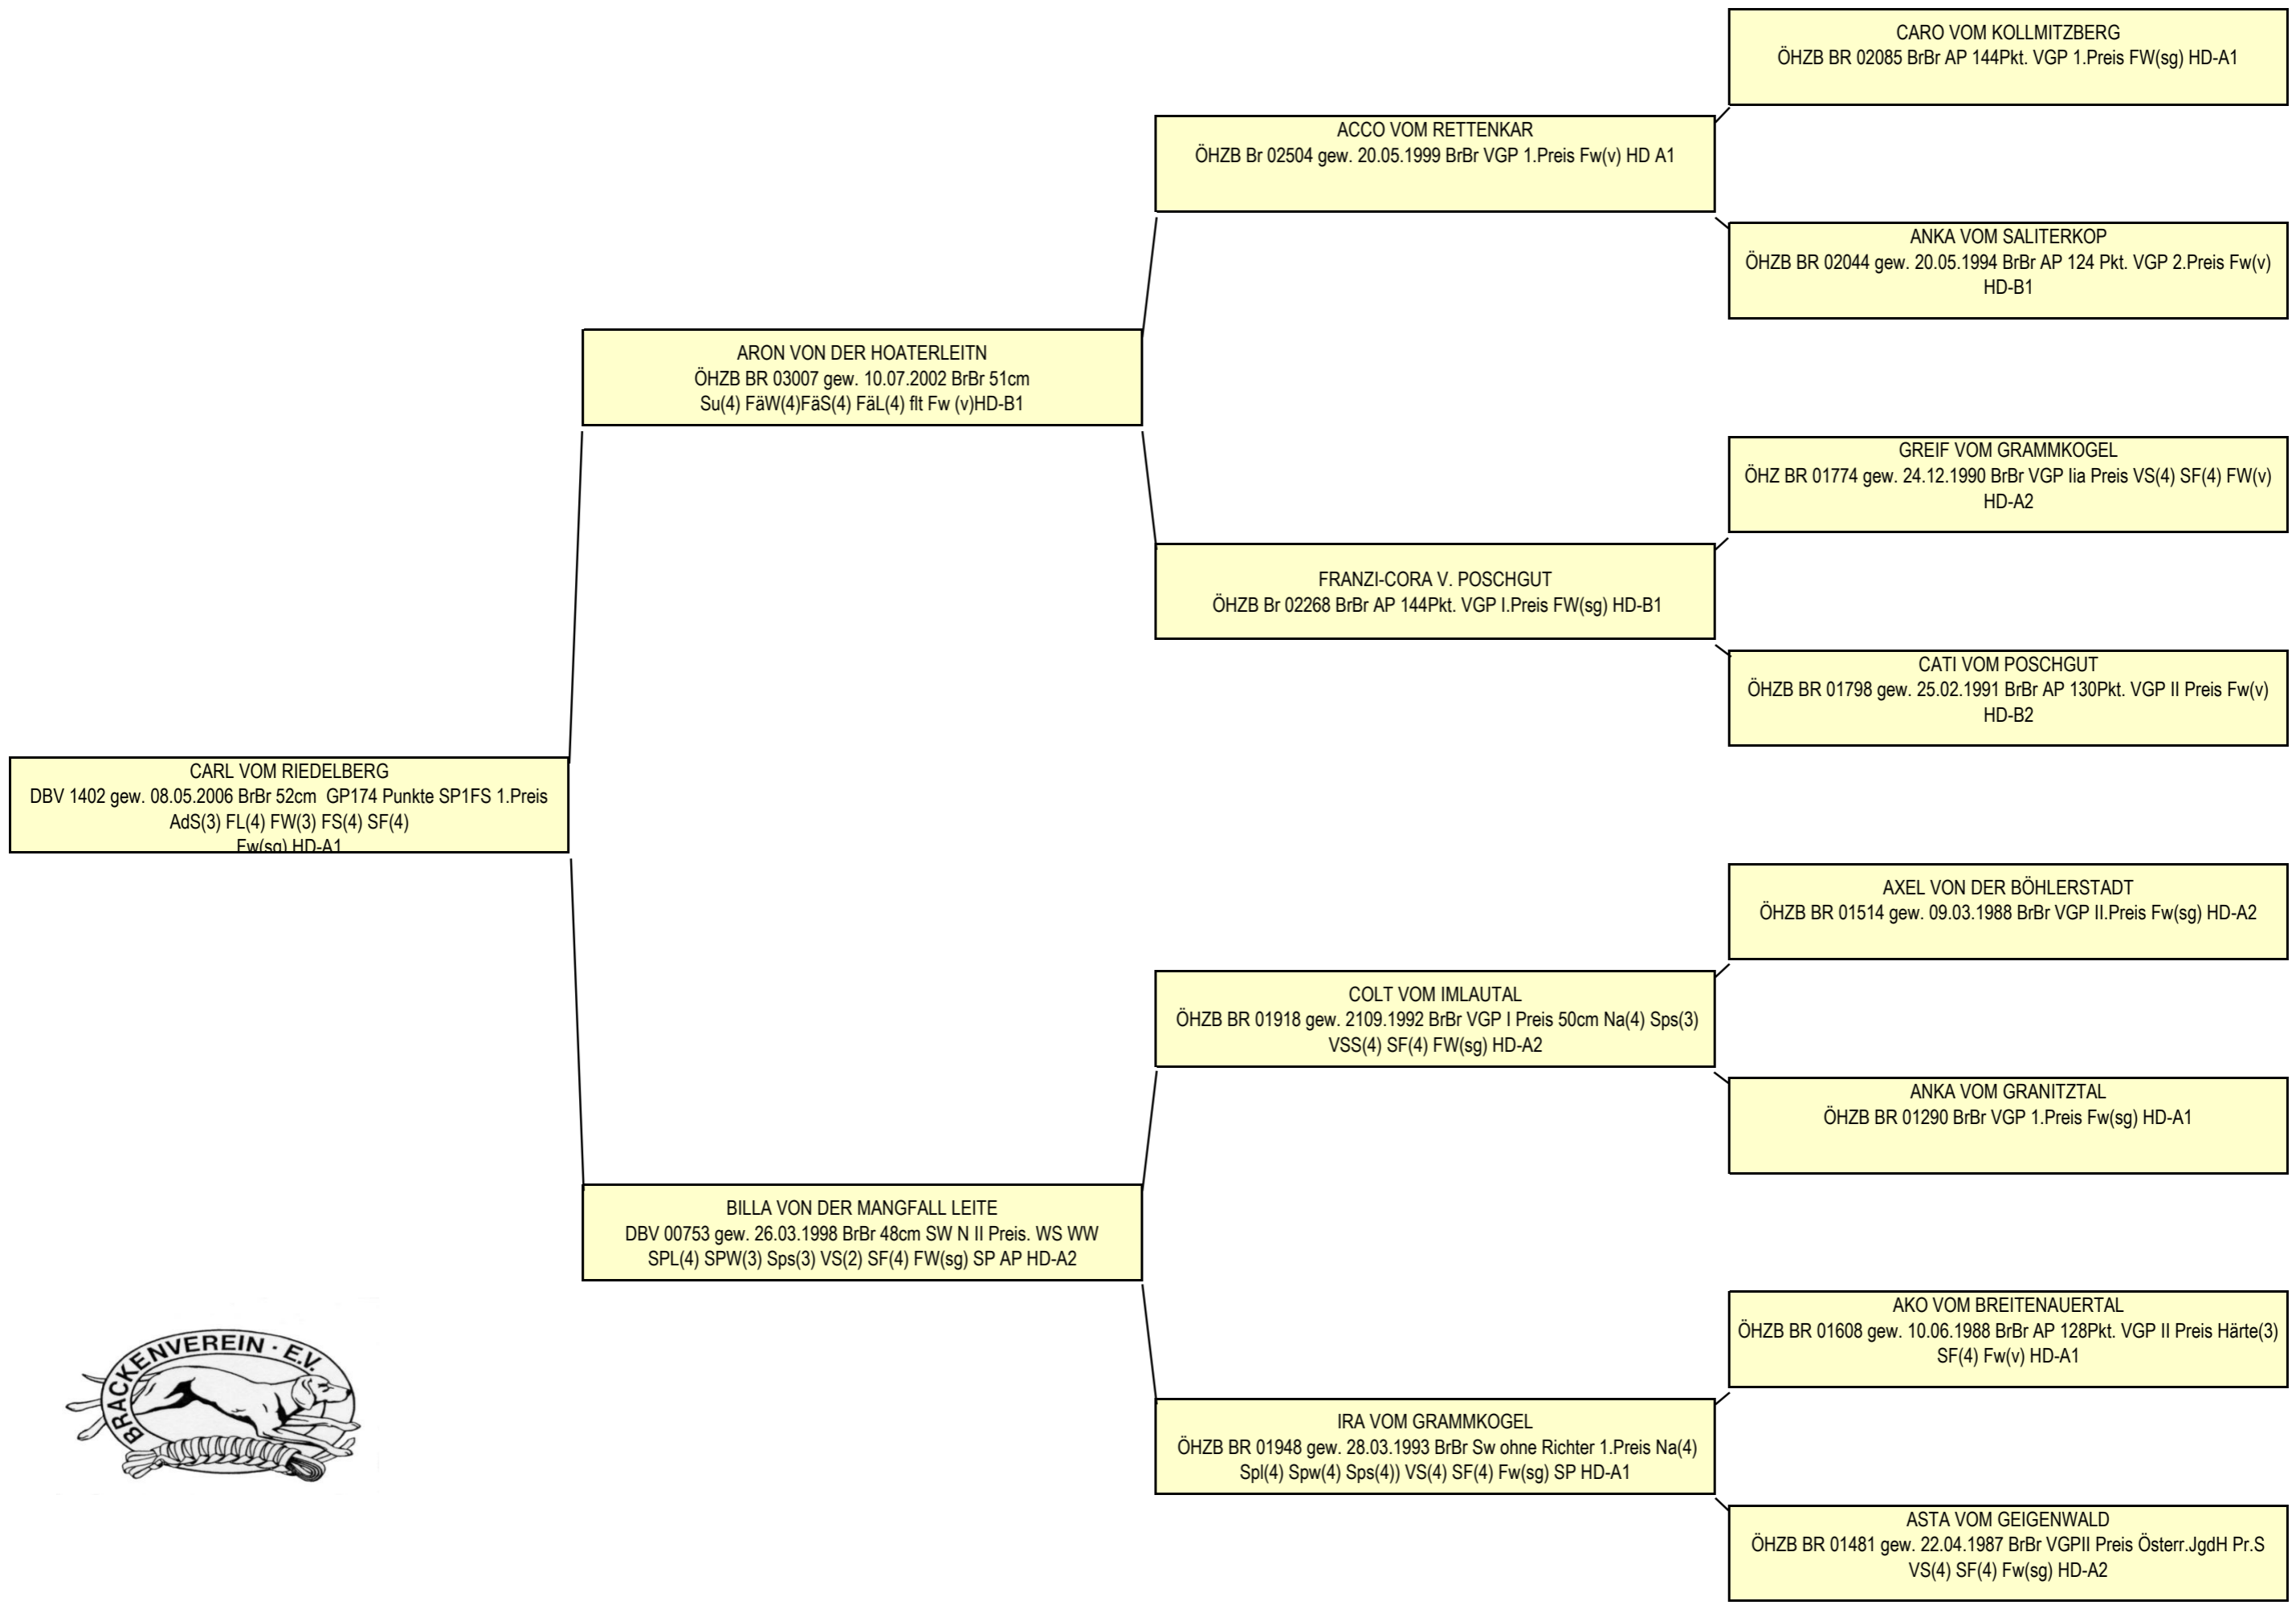 CARO VOM KOLLMITZBERG
ÖHZB BR 02085 BrBr AP 144Pkt. VGP 1.Preis FW(sg) HD-A1
ACCO VOM RETTENKAR
ÖHZB Br 02504 gew. 20.05.1999 BrBr VGP 1.Preis Fw(v) HD A1
ANKA VOM SALITERKOP
ÖHZB BR 02044 gew. 20.05.1994 BrBr AP 124 Pkt. VGP 2.Preis Fw(v)
HD-B1
ARON VON DER HOATERLEITN
ÖHZB BR 03007 gew. 10.07.2002 BrBr 51cm
Su(4) FäW(4)FäS(4) FäL(4) flt Fw (v)HD-B1
GREIF VOM GRAMMKOGEL
ÖHZ BR 01774 gew. 24.12.1990 BrBr VGP Iia Preis VS(4) SF(4) FW(v)
HD-A2
FRANZI-CORA V. POSCHGUT
ÖHZB Br 02268 BrBr AP 144Pkt. VGP I.Preis FW(sg) HD-B1
CATI VOM POSCHGUT
ÖHZB BR 01798 gew. 25.02.1991 BrBr AP 130Pkt. VGP II Preis Fw(v)
HD-B2
CARL VOM RIEDELBERG
DBV 1402 gew. 08.05.2006 BrBr 52cm  GP174 Punkte SP1FS 1.Preis
AdS(3) FL(4) FW(3) FS(4) SF(4)
Fw(sg) HD-A1
AXEL VON DER BÖHLERSTADT
ÖHZB BR 01514 gew. 09.03.1988 BrBr VGP II.Preis Fw(sg) HD-A2
COLT VOM IMLAUTAL
ÖHZB BR 01918 gew. 2109.1992 BrBr VGP I Preis 50cm Na(4) Sps(3)
VSS(4) SF(4) FW(sg) HD-A2
ANKA VOM GRANITZTAL
ÖHZB BR 01290 BrBr VGP 1.Preis Fw(sg) HD-A1
BILLA VON DER MANGFALL LEITE
DBV 00753 gew. 26.03.1998 BrBr 48cm SW N II Preis. WS WW
SPL(4) SPW(3) Sps(3) VS(2) SF(4) FW(sg) SP AP HD-A2
AKO VOM BREITENAUERTAL
ÖHZB BR 01608 gew. 10.06.1988 BrBr AP 128Pkt. VGP II Preis Härte(3)
SF(4) Fw(v) HD-A1
IRA VOM GRAMMKOGEL
ÖHZB BR 01948 gew. 28.03.1993 BrBr Sw ohne Richter 1.Preis Na(4)
Spl(4) Spw(4) Sps(4)) VS(4) SF(4) Fw(sg) SP HD-A1
ASTA VOM GEIGENWALD
ÖHZB BR 01481 gew. 22.04.1987 BrBr VGPII Preis Österr.JgdH Pr.S
VS(4) SF(4) Fw(sg) HD-A2
BRACKENVEREIN · E.V.